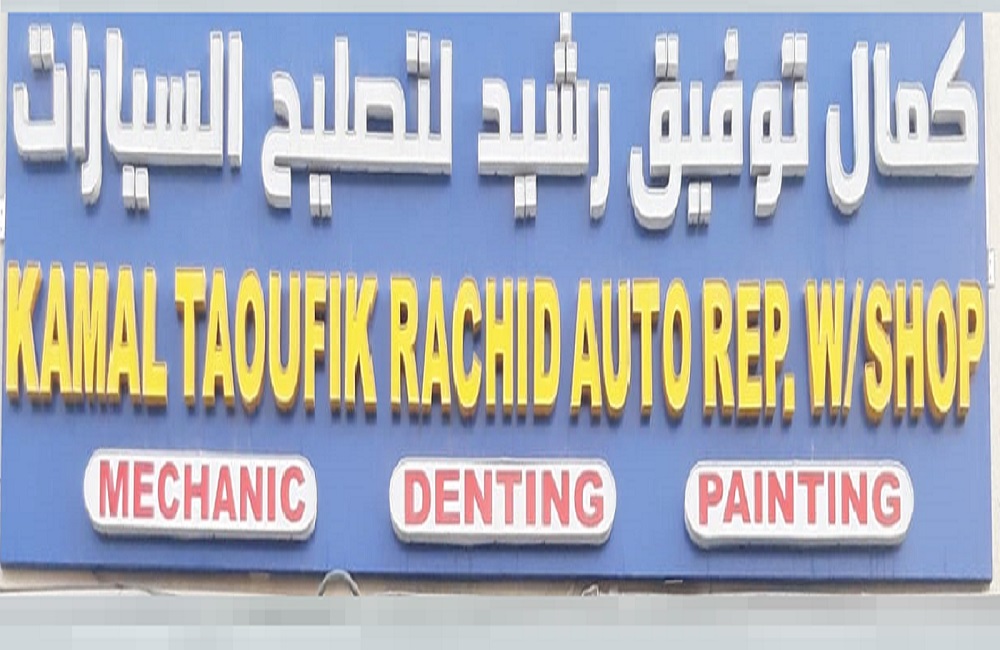 كمال توفيق رشيد لتصليح السيارات
KAMAL TAOUFIK RACHID AUTO REP. W/SHOP
MECHANIC DENTING PAINTING